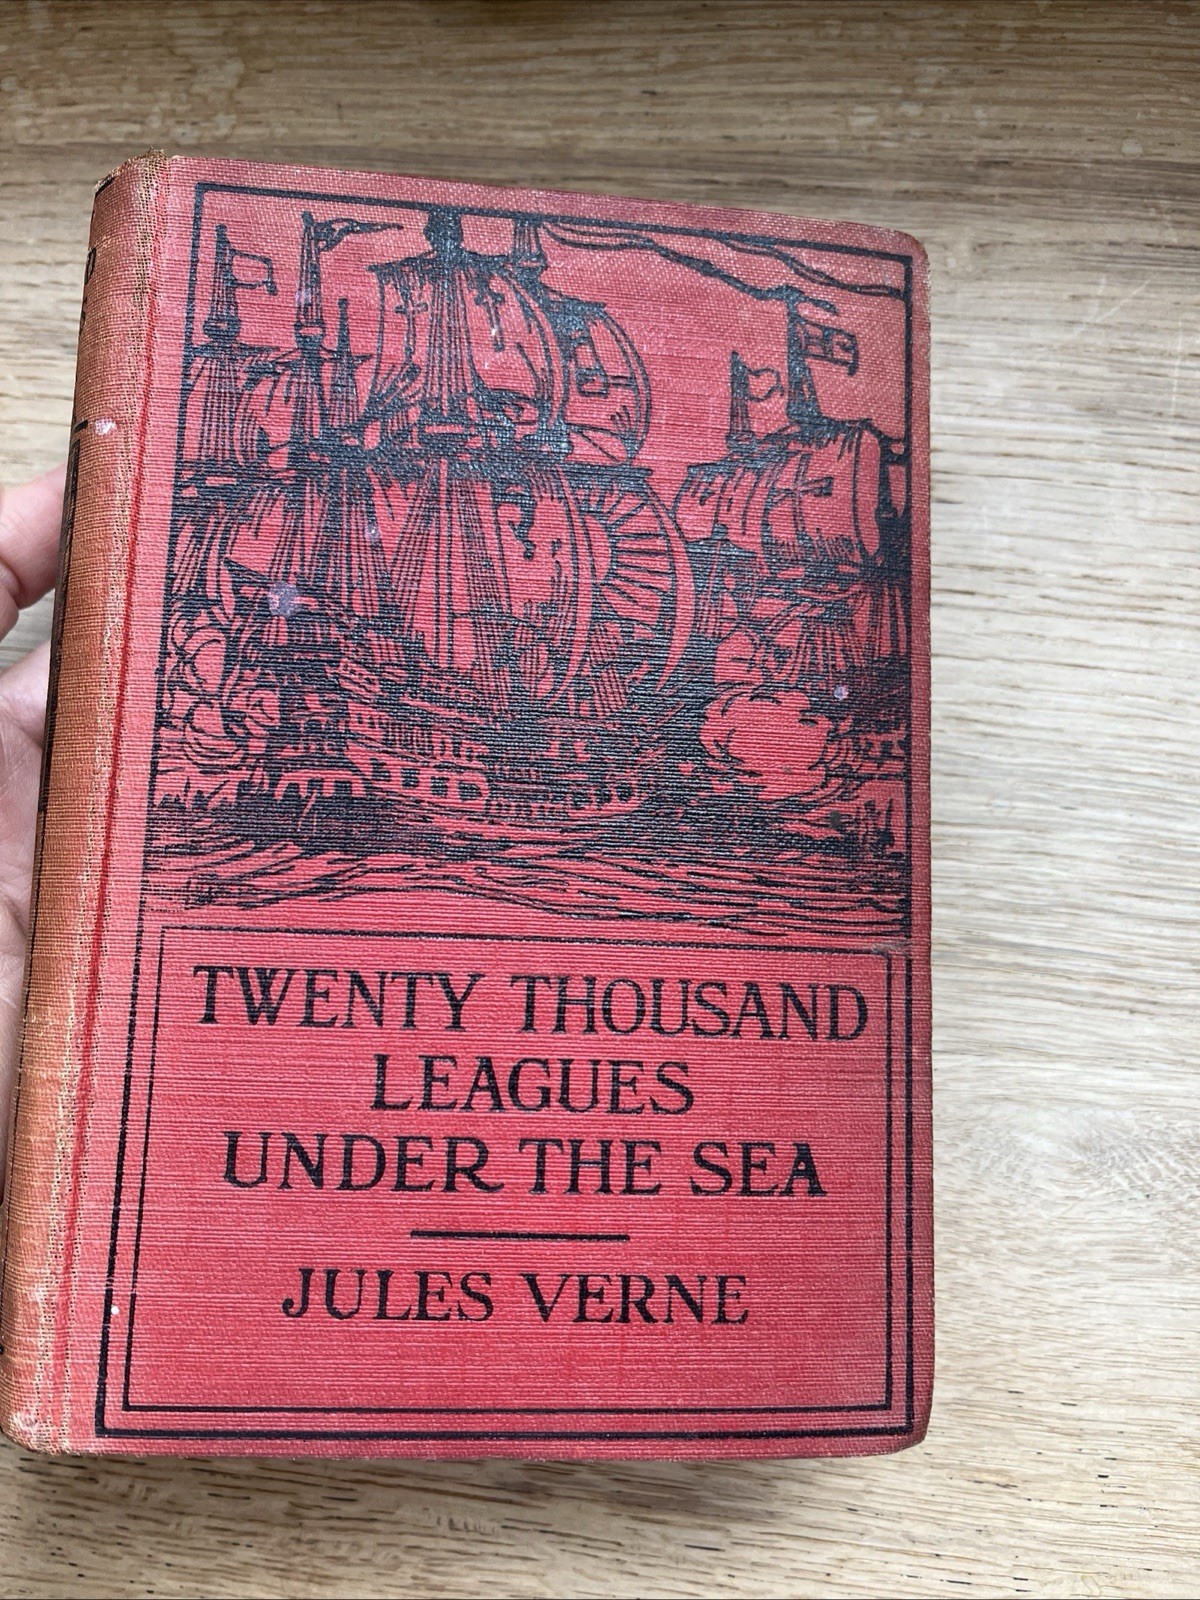 TWENTY THOUSAND
LEAGUES
UNDER THE SEA
JULES VERNE